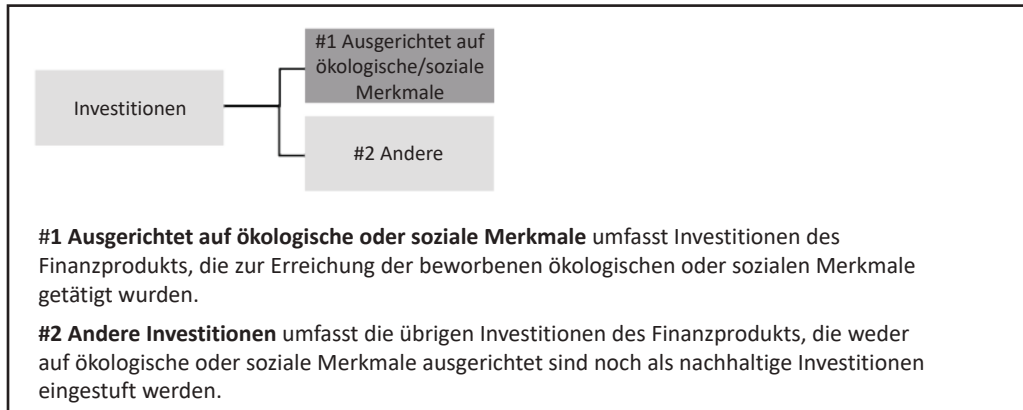 #1 Ausgerichtet auf
ökologische/soziale
Merkmale
Investitionen
#2 Andere
#1 Ausgerichtet auf ökologische oder soziale Merkmale umfasst Investitionen des
Finanzprodukts, die zur Erreichung der beworbenen ökologischen oder sozialen Merkmale
getätigt wurden.
#2 Andere Investitionen umfasst die übrigen Investitionen des Finanzprodukts, die weder
auf ökologische oder soziale Merkmale ausgerichtet sind noch als nachhaltige Investitionen
eingestuft werden.